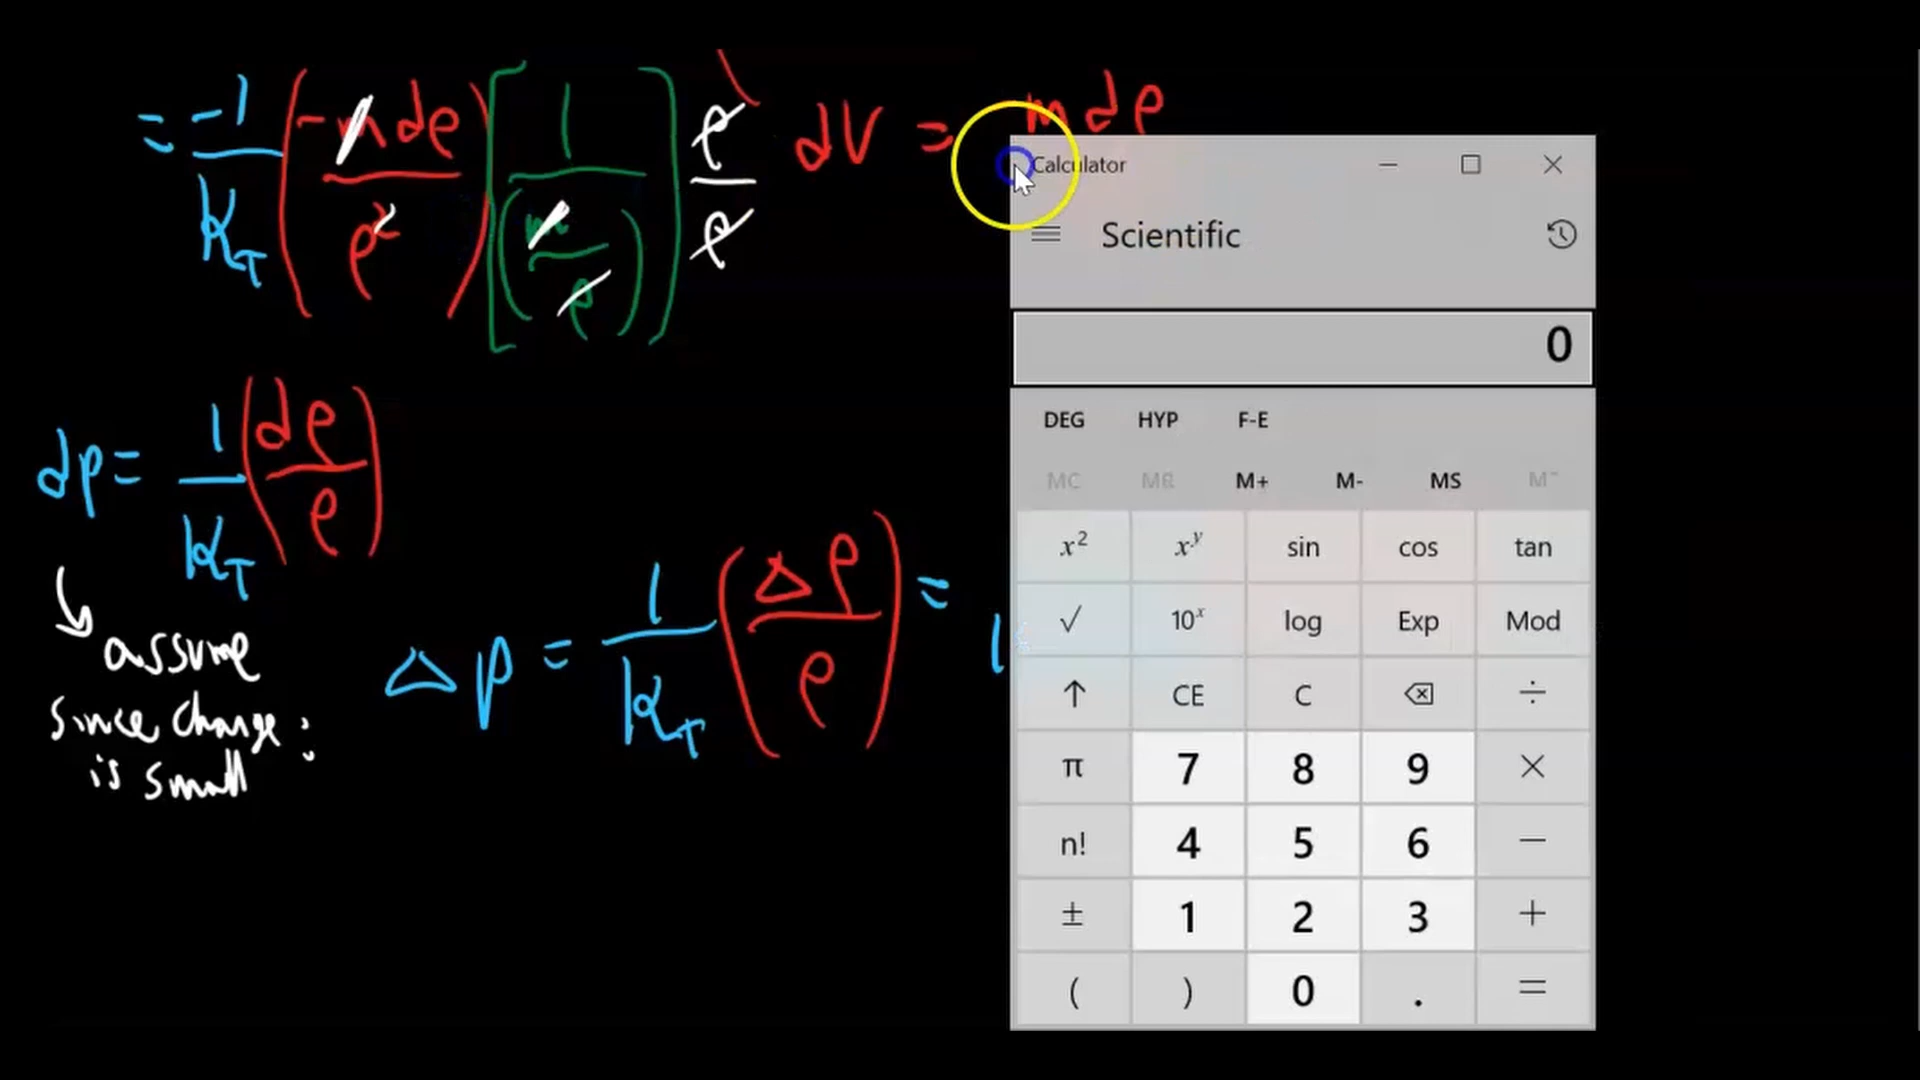 = -1/K_T (-m dρ/ρ²) [1/(m/ρ)] ρ/ρ dV = m dρ
dp = 1/K_T (dρ/ρ)
Δp = 1/K_T (Δρ/ρ) = 1
assume
since change :
is small
Calculator
Scientific
0
DEG HYP F-E
MC MR M+ M- MS M˅
x² xʸ sin cos tan
√ 10ˣ log Exp Mod
↑ CE C ⌫ ÷
π 7 8 9 ×
n! 4 5 6 −
± 1 2 3 +
( ) 0 . =